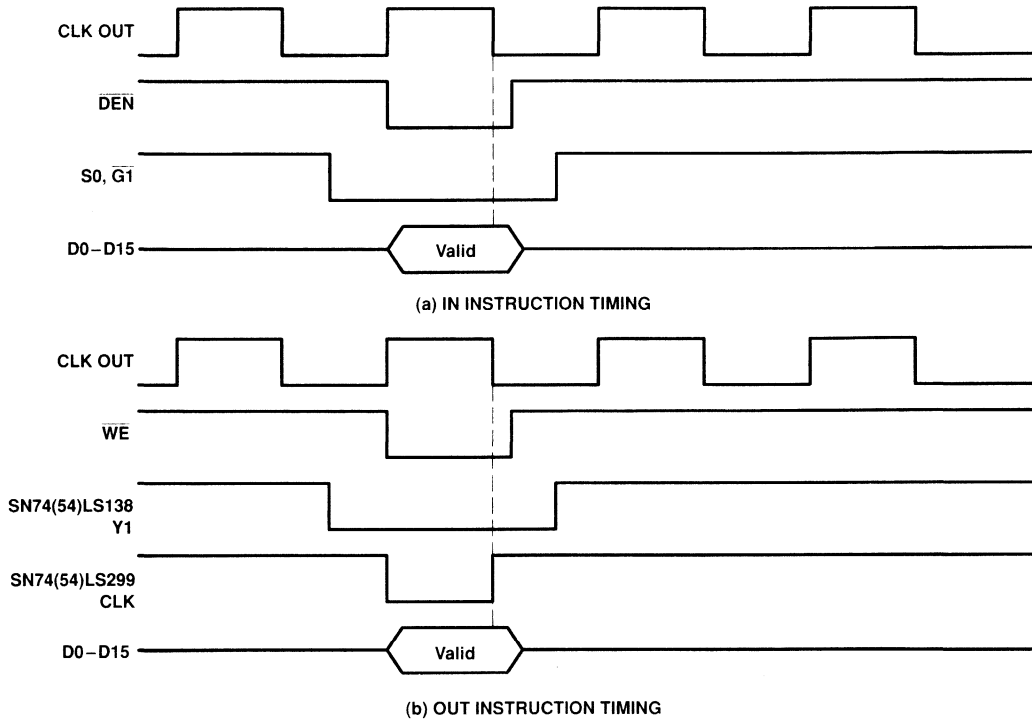 CLK OUT
DEN
S0, G1
D0–D15
Valid
(a) IN INSTRUCTION TIMING
CLK OUT
WE
SN74(54)LS138
Y1
SN74(54)LS299
CLK
D0–D15
Valid
(b) OUT INSTRUCTION TIMING